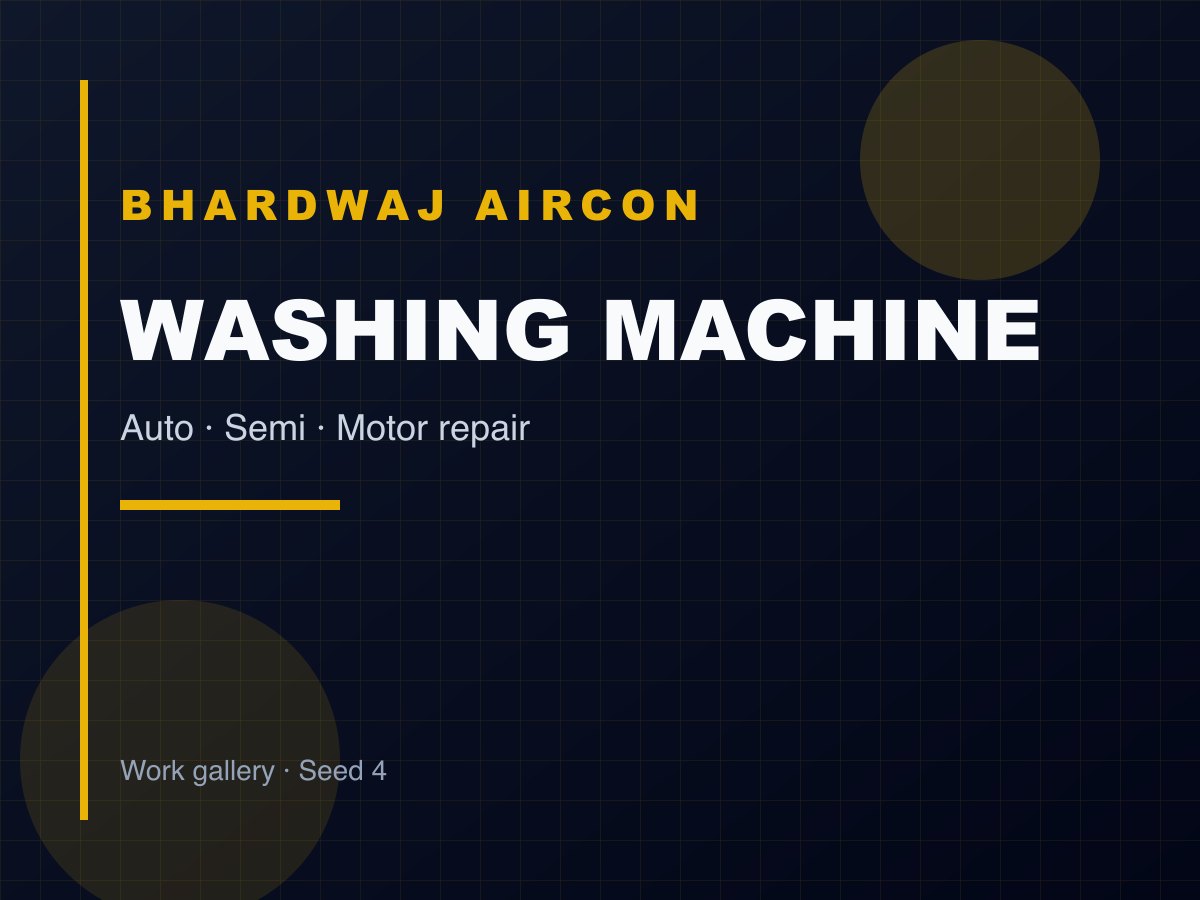 BHARDWAJ AIRCON
WASHING MACHINE
Auto · Semi · Motor repair
Work gallery · Seed 4